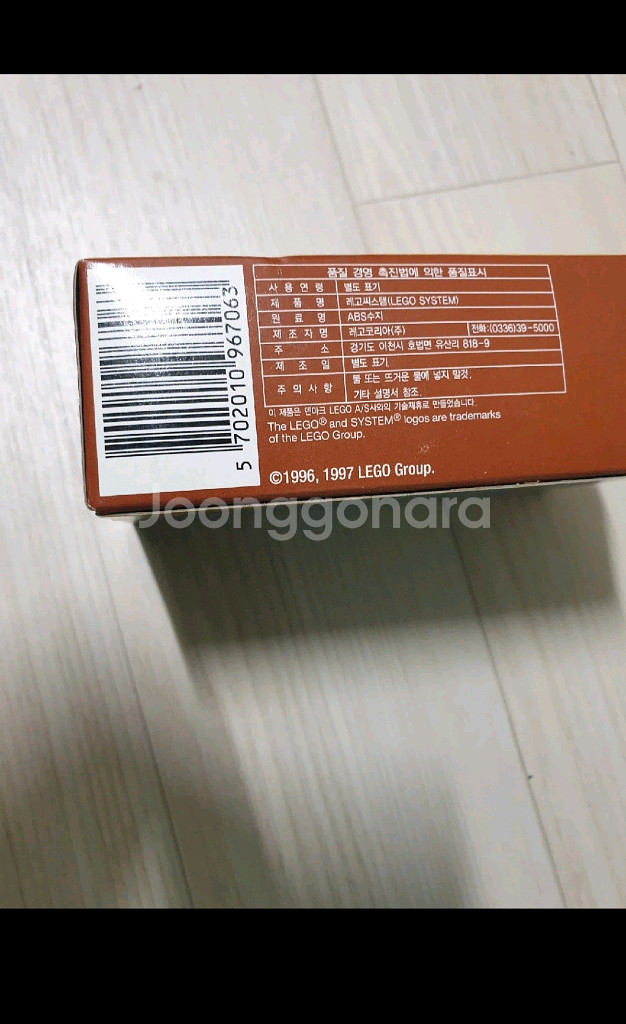 품질 경영 촉진법에 의한 품질표시
사용연령 별도 표기
제품명 레고씨스템(LEGO SYSTEM)
원료명 ABS수지
제조자명 레고코리아(주) 전화:(0336)39-5000
주소 경기도 이천시 호법면 유산리 818-9
제조일 별도 표기
주의사항 불 또는 뜨거운 물에 넣지 말것.
기타 설명서 참조.
이 제품은 덴마크 LEGO A/S사와의 기술제휴로 만들었습니다.
The LEGO® and SYSTEM® logos are trademarks
of the LEGO Group.
©1996, 1997 LEGO Group.
5 702010 967063
Joonggonara